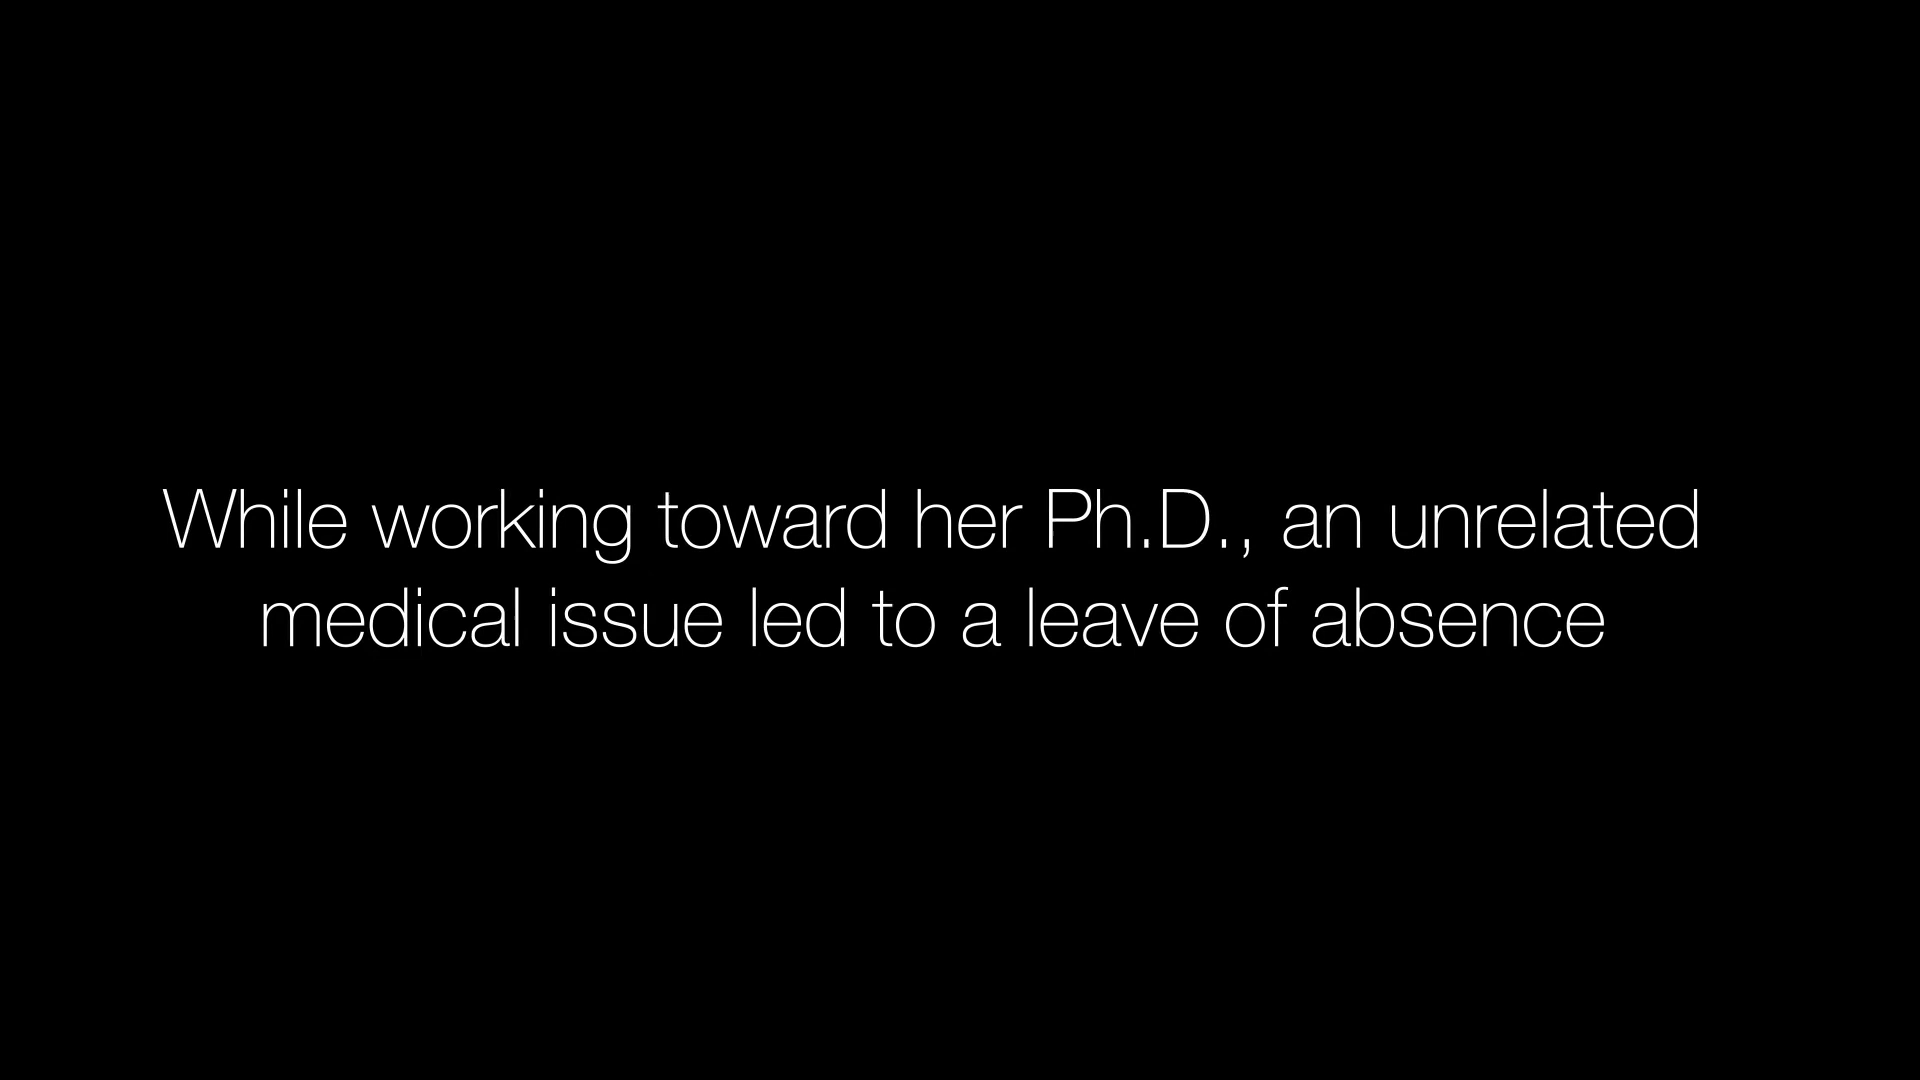 While working toward her Ph.D., an unrelated
medical issue led to a leave of absence